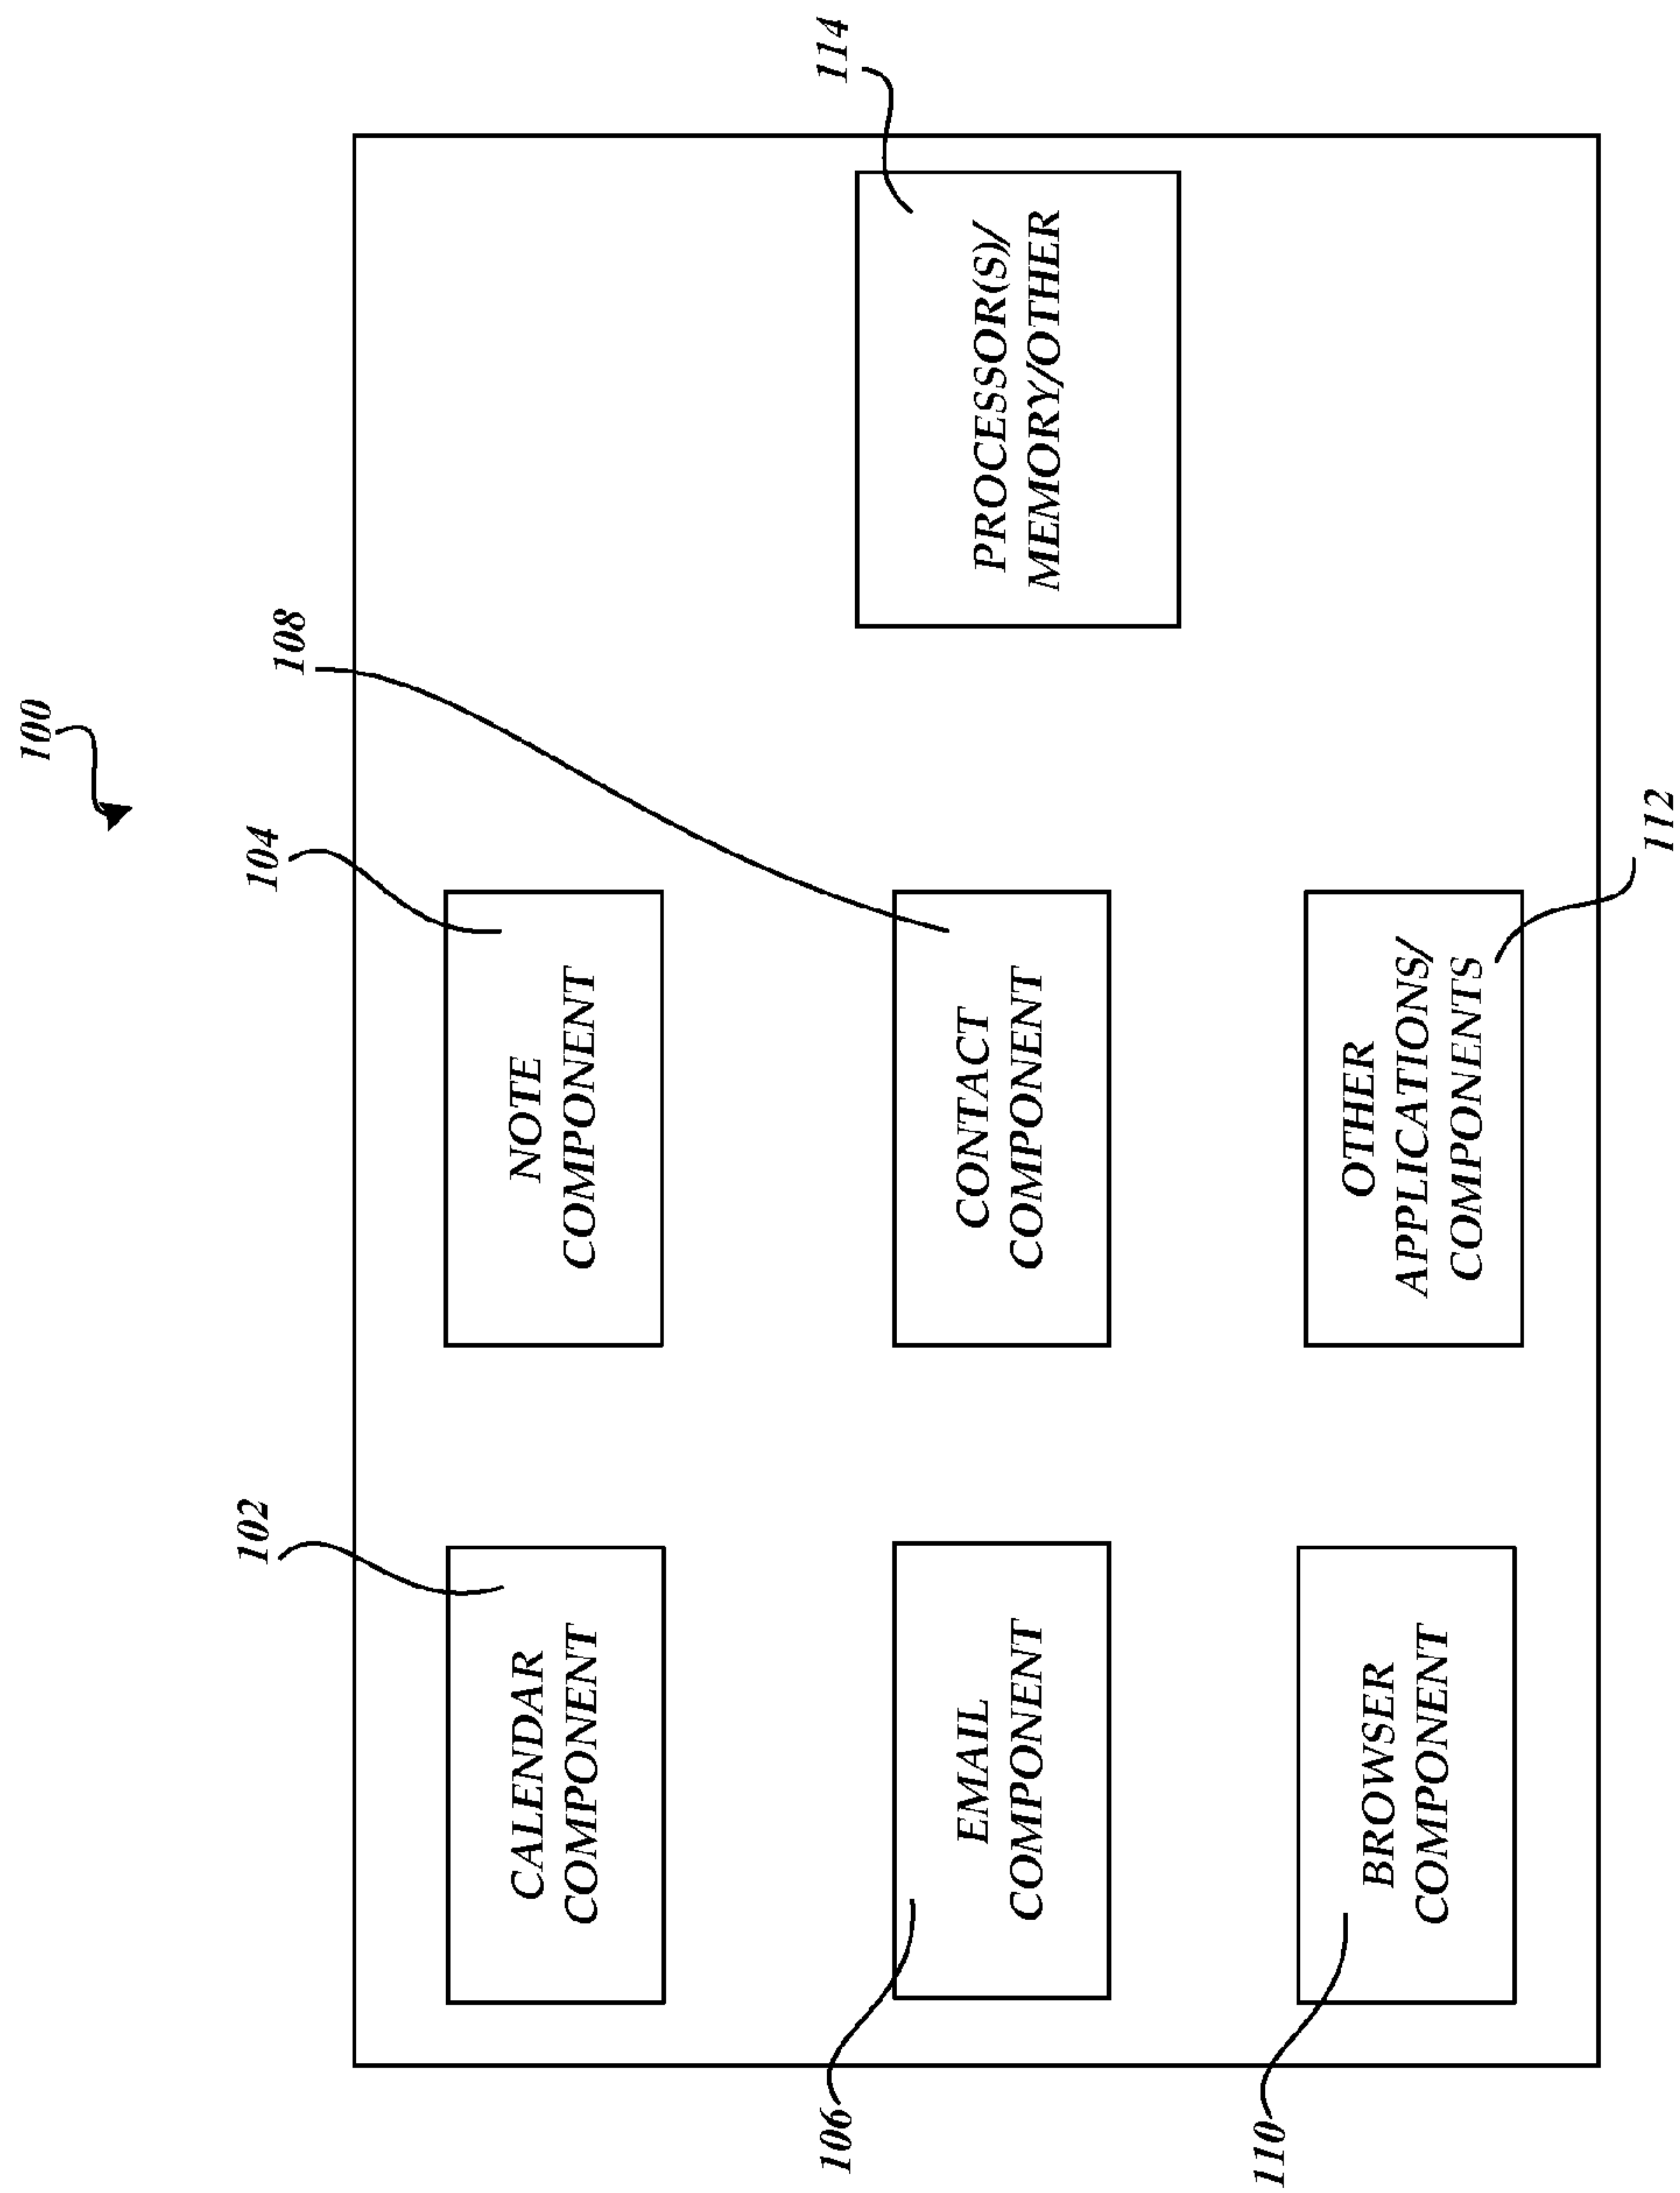 100
102
104
108
114
CALENDAR
COMPONENT
NOTE
COMPONENT
EMAIL
COMPONENT
CONTACT
COMPONENT
PROCESSOR(S)/
MEMORY/OTHER
106
BROWSER
COMPONENT
OTHER
APPLICATIONS/
COMPONENTS
110
112